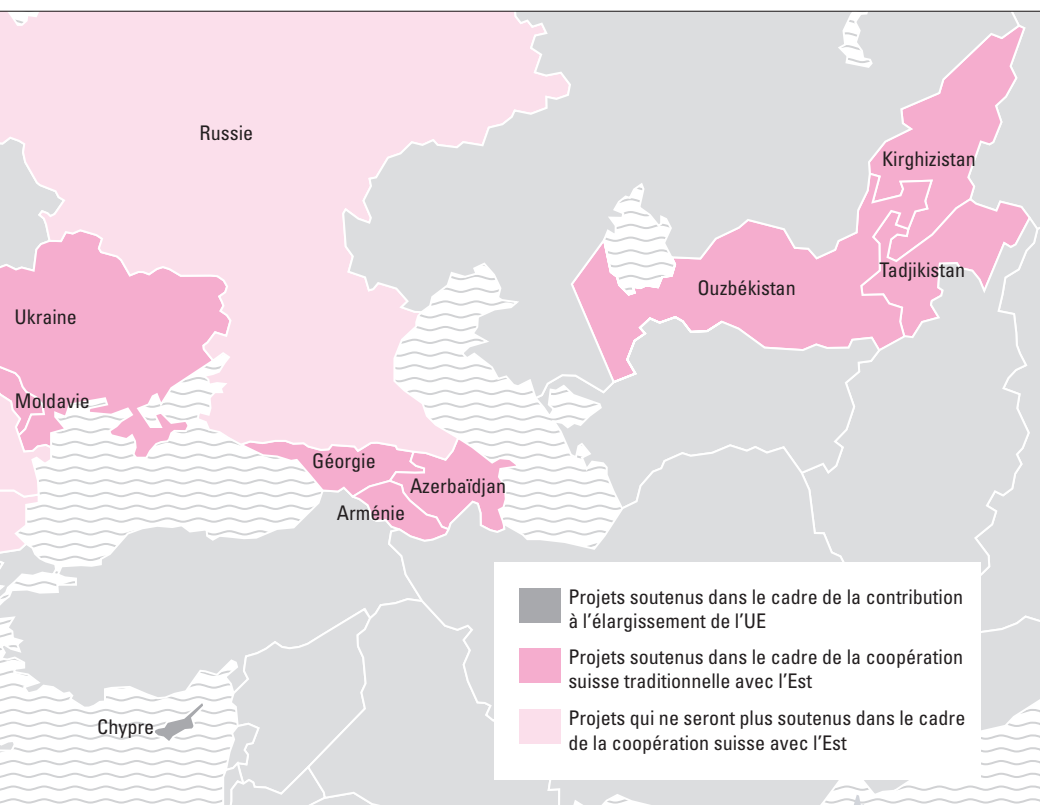 Russie
Kirghizistan
Tadjikistan
Ouzbékistan
Ukraine
Moldavie
Géorgie
Azerbaïdjan
Arménie
Projets soutenus dans le cadre de la contribution
à l'élargissement de l'UE
Projets soutenus dans le cadre de la coopération
suisse traditionnelle avec l'Est
Projets qui ne seront plus soutenus dans le cadre
de la coopération suisse avec l'Est
Chypre